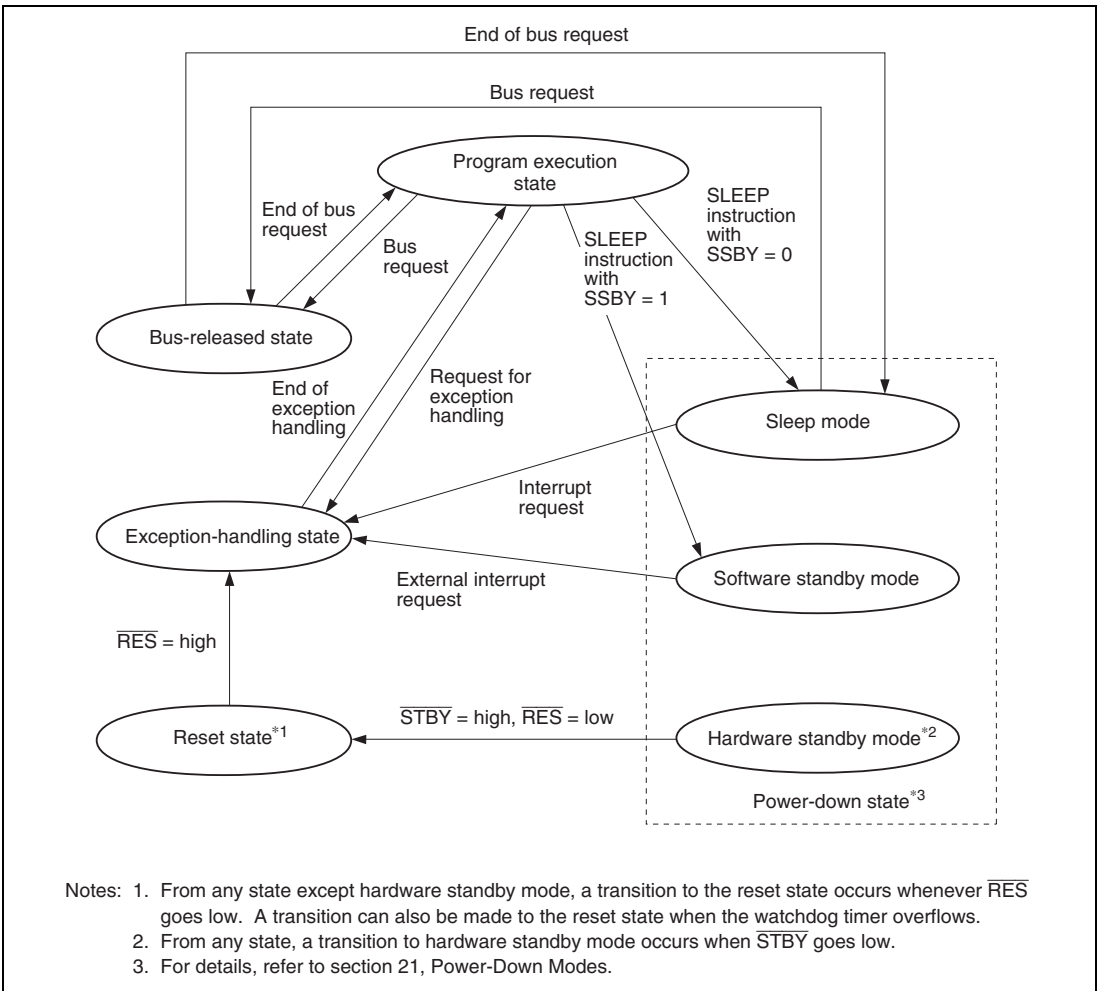 End of bus request
Bus request
Program execution
state
End of bus
request
Bus
request
SLEEP
instruction
with
SSBY = 1
SLEEP
instruction
with
SSBY = 0
Bus-released state
End of
exception
handling
Request for
exception
handling
Sleep mode
Interrupt
request
Exception-handling state
Software standby mode
External interrupt
request
R̅E̅S̅ = high
S̅T̅B̅Y̅ = high, R̅E̅S̅ = low
Reset state*1
Hardware standby mode*2
Power-down state*3
Notes: 1. From any state except hardware standby mode, a transition to the reset state occurs whenever R̅E̅S̅
goes low. A transition can also be made to the reset state when the watchdog timer overflows.
2. From any state, a transition to hardware standby mode occurs when S̅T̅B̅Y̅ goes low.
3. For details, refer to section 21, Power-Down Modes.